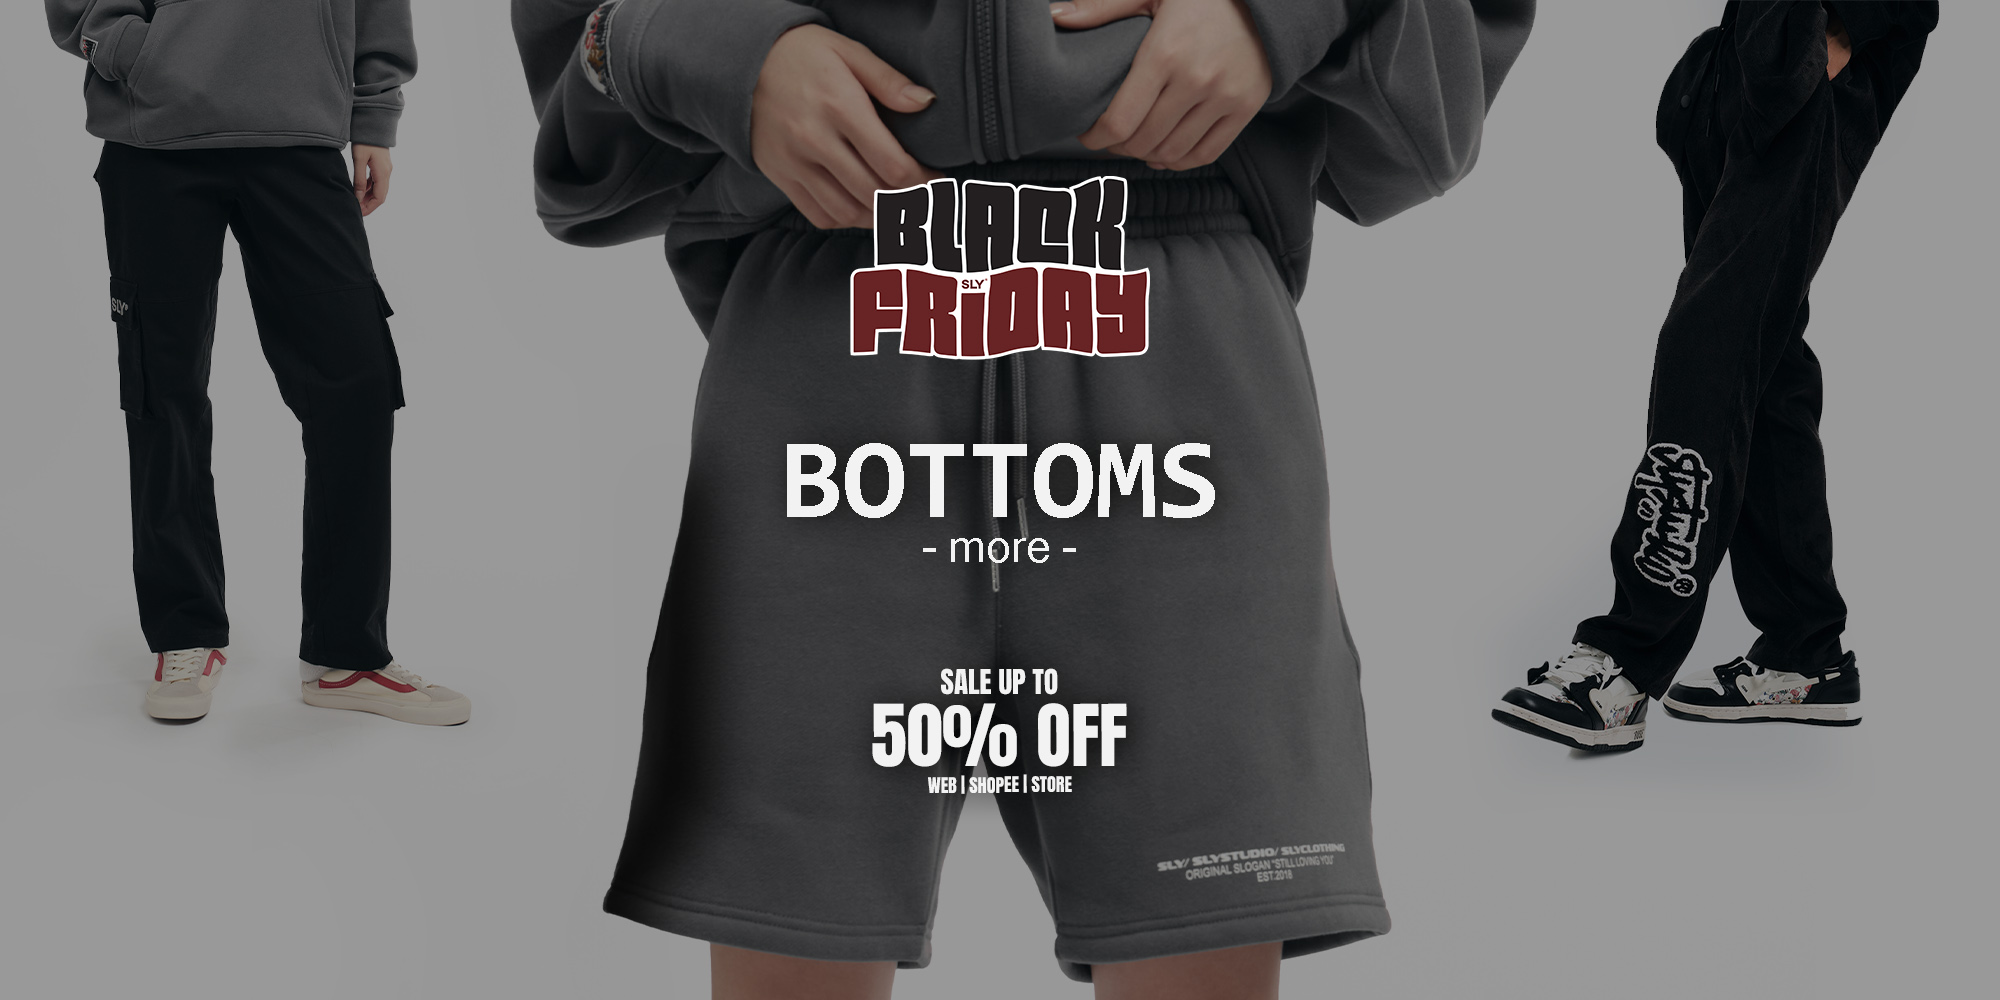 BLACK
FRiDAY
SLY
BOTTOMS
- more -
SALE UP TO
50% OFF
WEB | SHOPEE | STORE
SLY/ SLYSTUDIO/ SLYCLOTHING
ORIGINAL SLOGAN "STILL LOVING YOU"
EST.2018
SLY®